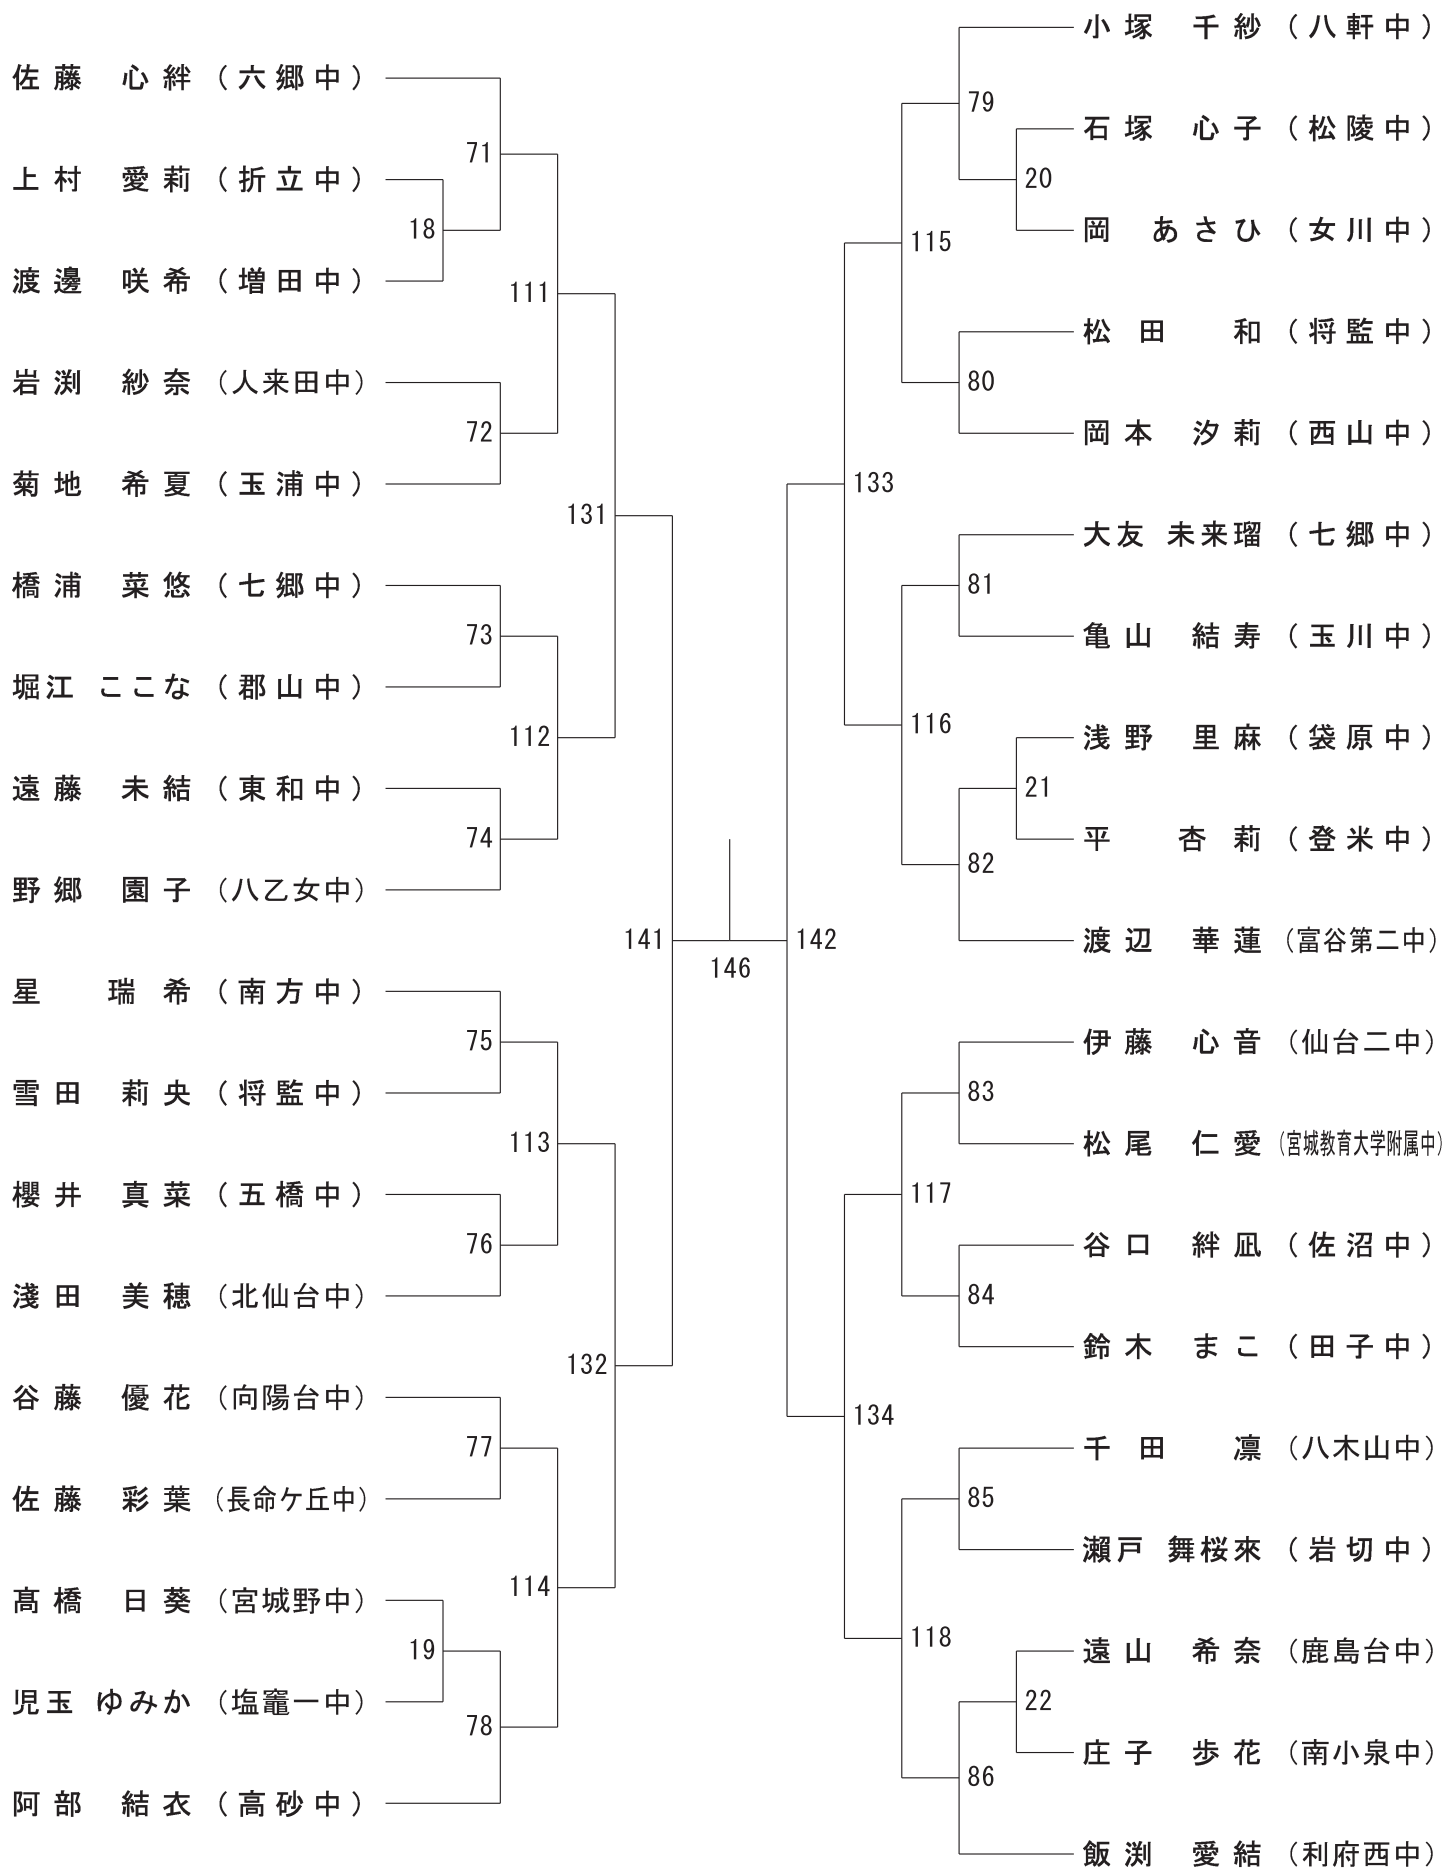 佐藤 心絆 （六郷中）
上村 愛莉 （折立中）
渡邊 咲希 （増田中）
岩渕 紗奈 （人来田中）
菊地 希夏 （玉浦中）
橋浦 菜悠 （七郷中）
堀江 ここな （郡山中）
遠藤 未結 （東和中）
野郷 園子 （八乙女中）
星 瑞希 （南方中）
雪田 莉央 （将監中）
櫻井 真菜 （五橋中）
淺田 美穂 （北仙台中）
谷藤 優花 （向陽台中）
佐藤 彩葉 （長命ケ丘中）
髙橋 日葵 （宮城野中）
児玉 ゆみか （塩竈一中）
阿部 結衣 （高砂中）
18
19
71
72
73
74
75
76
77
78
111
112
113
114
131
132
141
146
142
133
134
115
116
117
118
79
80
81
82
83
84
85
86
20
21
22
小塚 千紗 （八軒中）
石塚 心子 （松陵中）
岡 あさひ （女川中）
松田 和 （将監中）
岡本 汐莉 （西山中）
大友 未来瑠 （七郷中）
亀山 結寿 （玉川中）
浅野 里麻 （袋原中）
平 杏莉 （登米中）
渡辺 華蓮 （富谷第二中）
伊藤 心音 （仙台二中）
松尾 仁愛 （宮城教育大学附属中）
谷口 絆凪 （佐沼中）
鈴木 まこ （田子中）
千田 凛 （八木山中）
瀬戸 舞桜來 （岩切中）
遠山 希奈 （鹿島台中）
庄子 歩花 （南小泉中）
飯渕 愛結 （利府西中）